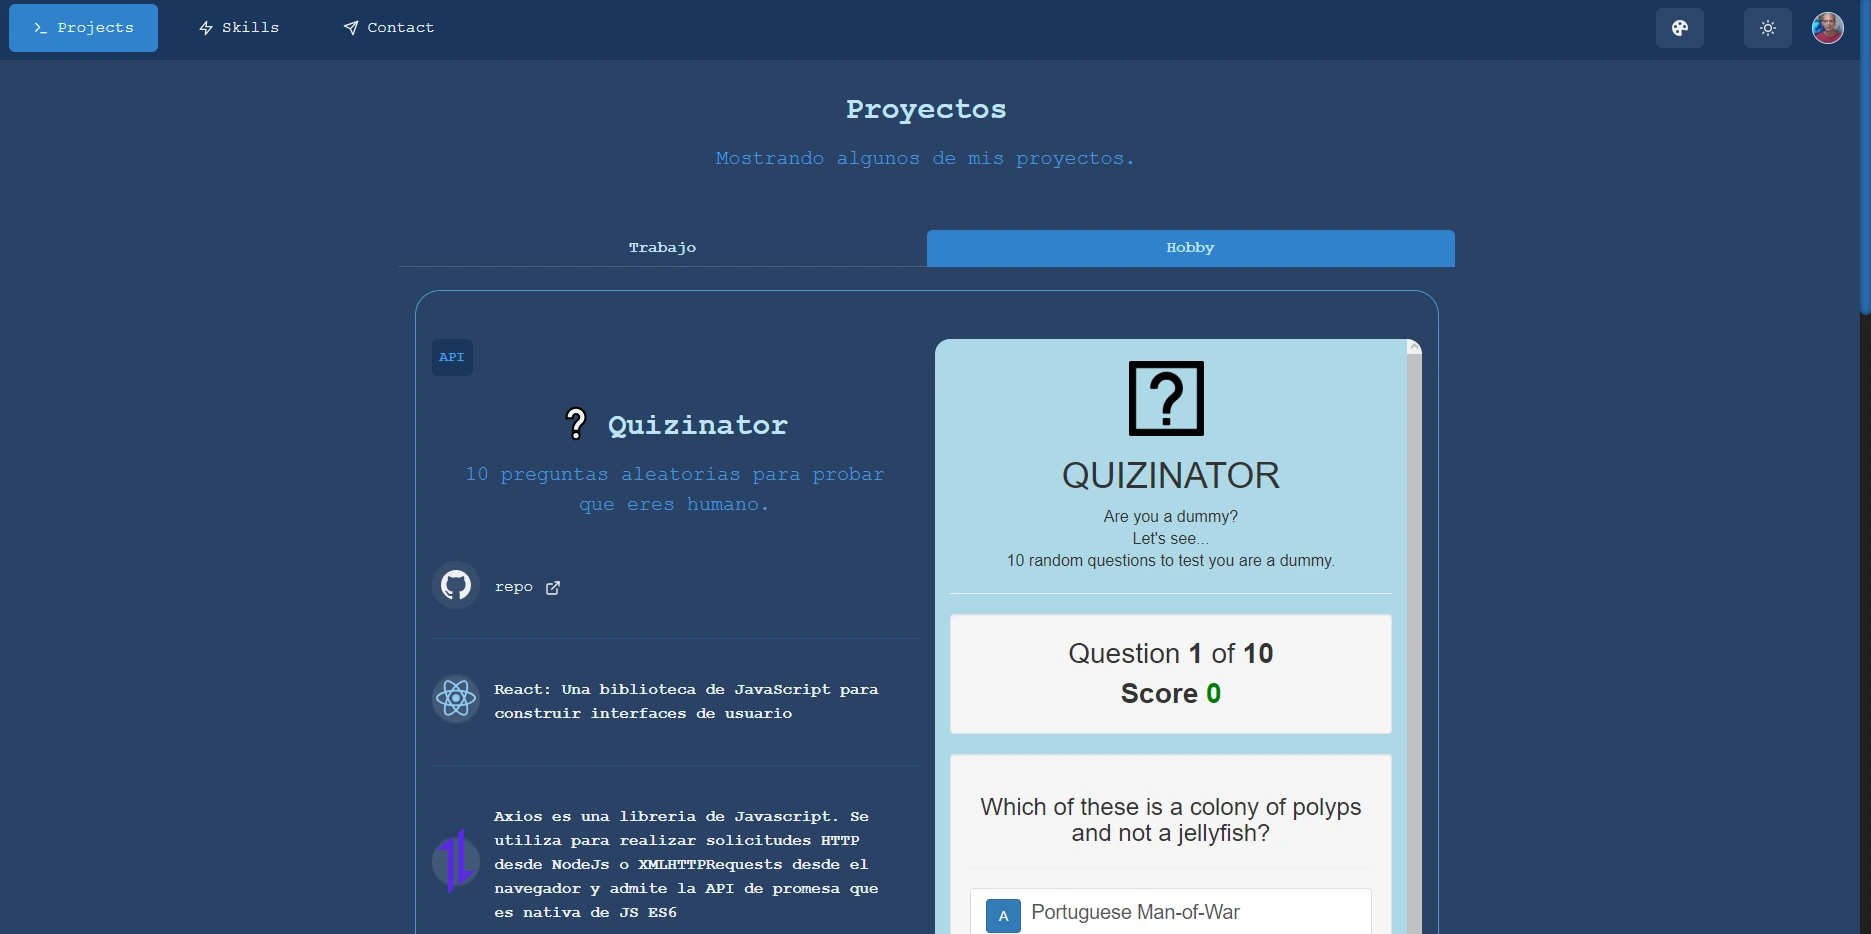 Projects
Skills
Contact
Proyectos
Mostrando algunos de mis proyectos.
Trabajo
Hobby
API
? Quizinator
10 preguntas aleatorias para probar
que eres humano.
repo
React: Una biblioteca de JavaScript para
construir interfaces de usuario
Axios es una libreria de Javascript. Se
utiliza para realizar solicitudes HTTP
desde NodeJs o XMLHTTPRequests desde el
navegador y admite la API de promesa que
es nativa de JS ES6
?
QUIZINATOR
Are you a dummy?
Let's see...
10 random questions to test you are a dummy.
Question 1 of 10
Score 0
Which of these is a colony of polyps
and not a jellyfish?
A Portuguese Man-of-War